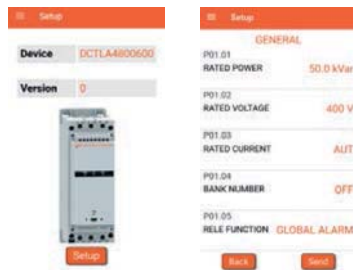 Setup
Device DCTLA4800600
Version 0
Setup
Setup
GENERAL
P01.01
RATED POWER 50.0 kVar
P01.02
RATED VOLTAGE 400 V
P01.03
RATED CURRENT AUT
P01.04
BANK NUMBER OFF
P01.05
RELE FUNCTION GLOBAL ALARM
Back Send